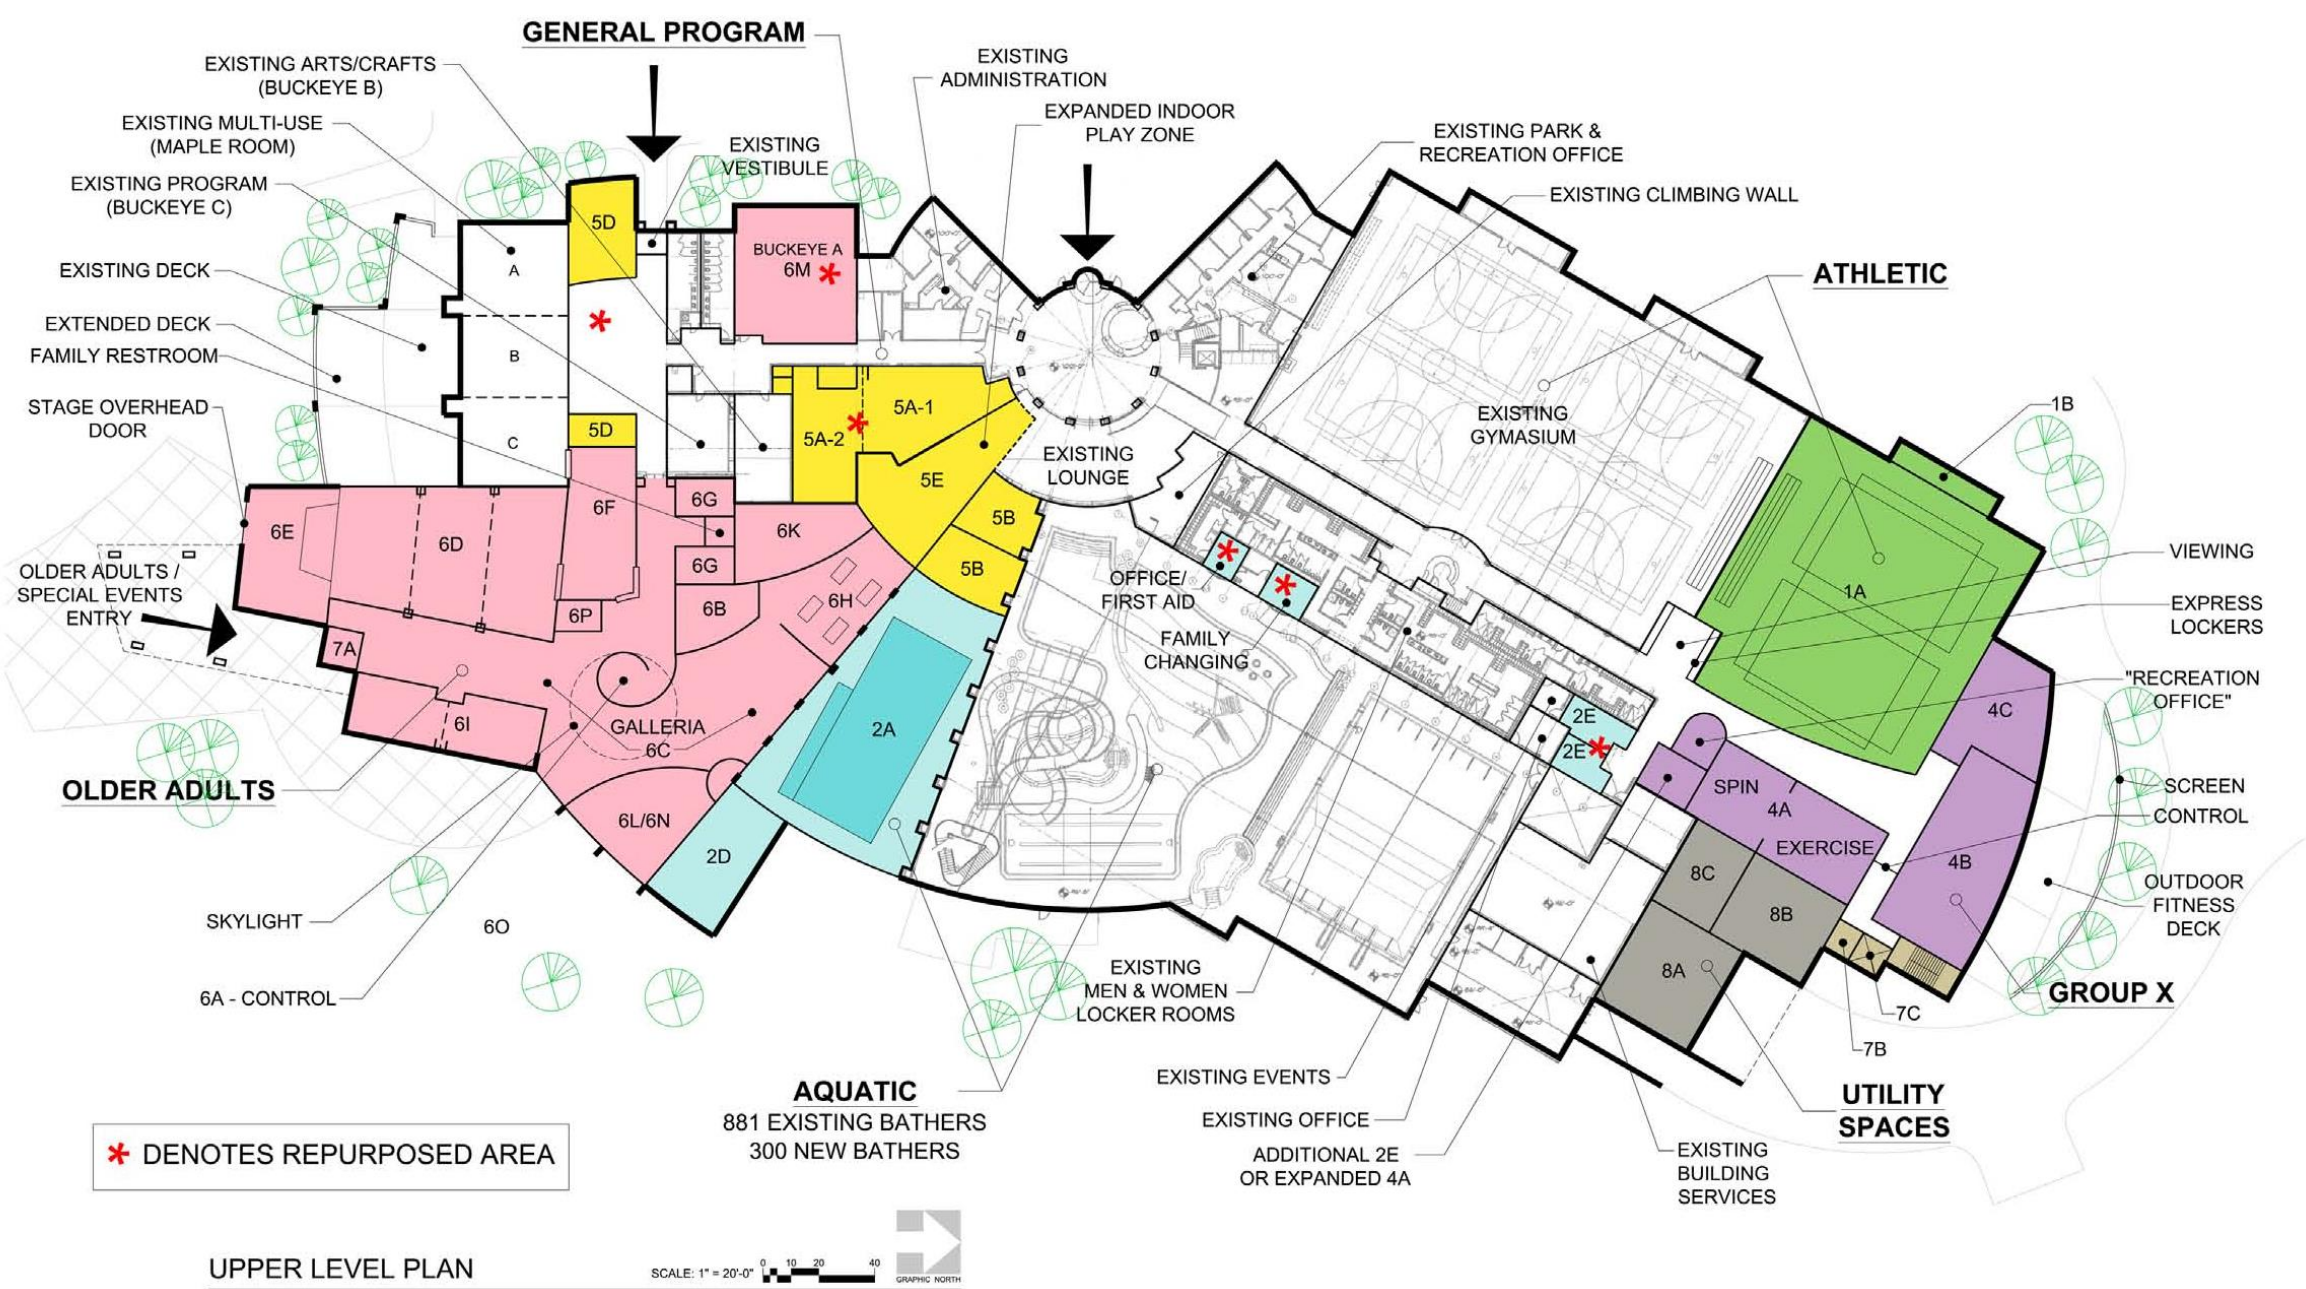 GENERAL PROGRAM
EXISTING ARTS/CRAFTS
(BUCKEYE B)
EXISTING MULTI-USE
(MAPLE ROOM)
EXISTING PROGRAM
(BUCKEYE C)
EXISTING DECK
EXTENDED DECK
FAMILY RESTROOM
STAGE OVERHEAD
DOOR
OLDER ADULTS /
SPECIAL EVENTS
ENTRY
OLDER ADULTS
SKYLIGHT
6A - CONTROL
EXISTING
VESTIBULE
EXISTING
ADMINISTRATION
EXPANDED INDOOR
PLAY ZONE
EXISTING PARK &
RECREATION OFFICE
EXISTING CLIMBING WALL
ATHLETIC
5D
A
B
C
5D
BUCKEYE A
6M
5A-1
5A-2
5E
5B
5B
EXISTING
LOUNGE
EXISTING
GYMASIUM
1B
1A
VIEWING
EXPRESS
LOCKERS
"RECREATION
OFFICE"
SCREEN
CONTROL
OUTDOOR
FITNESS
DECK
GROUP X
6E
6D
6F
6G
6G
6K
6P
6B
6H
7A
6I
GALLERIA
6C
6L/6N
6O
2D
2A
OFFICE/
FIRST AID
FAMILY
CHANGING
2E
2E
SPIN
4A
EXERCISE
4C
4B
8C
8B
8A
7C
7B
UTILITY
SPACES
EXISTING
MEN & WOMEN
LOCKER ROOMS
EXISTING EVENTS
EXISTING OFFICE
ADDITIONAL 2E
OR EXPANDED 4A
EXISTING
BUILDING
SERVICES
AQUATIC
881 EXISTING BATHERS
300 NEW BATHERS
* DENOTES REPURPOSED AREA
UPPER LEVEL PLAN
SCALE: 1" = 20'-0"
0 10 20 40
GRAPHIC NORTH